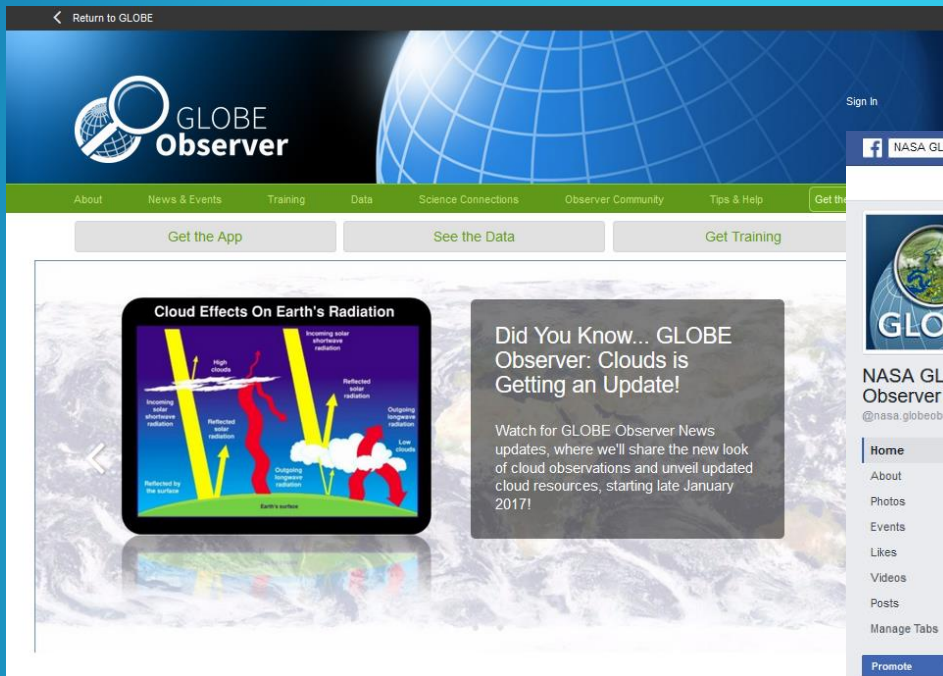 Return to GLOBE
GLOBE
Observer
Sign In
About News & Events Training Data Science Connections Observer Community Tips & Help Get the
Get the App See the Data Get Training
Cloud Effects On Earth's Radiation
Incoming solar
shortwave
radiation
High
clouds
Reflected
solar
radiation
Incoming
solar
shortwave
radiation
Reflected
solar
radiation
Outgoing
longwave
radiation
Low
clouds
Outgoing
longwave
radiation
Reflected by
the surface
Earth's surface
Did You Know... GLOBE
Observer: Clouds is
Getting an Update!
Watch for GLOBE Observer News
updates, where we'll share the new look
of cloud observations and unveil updated
cloud resources, starting late January
2017!
NASA GL
GLO
NASA GL
Observer
@nasa.globeob
Home
About
Photos
Events
Likes
Videos
Posts
Manage Tabs
Promote